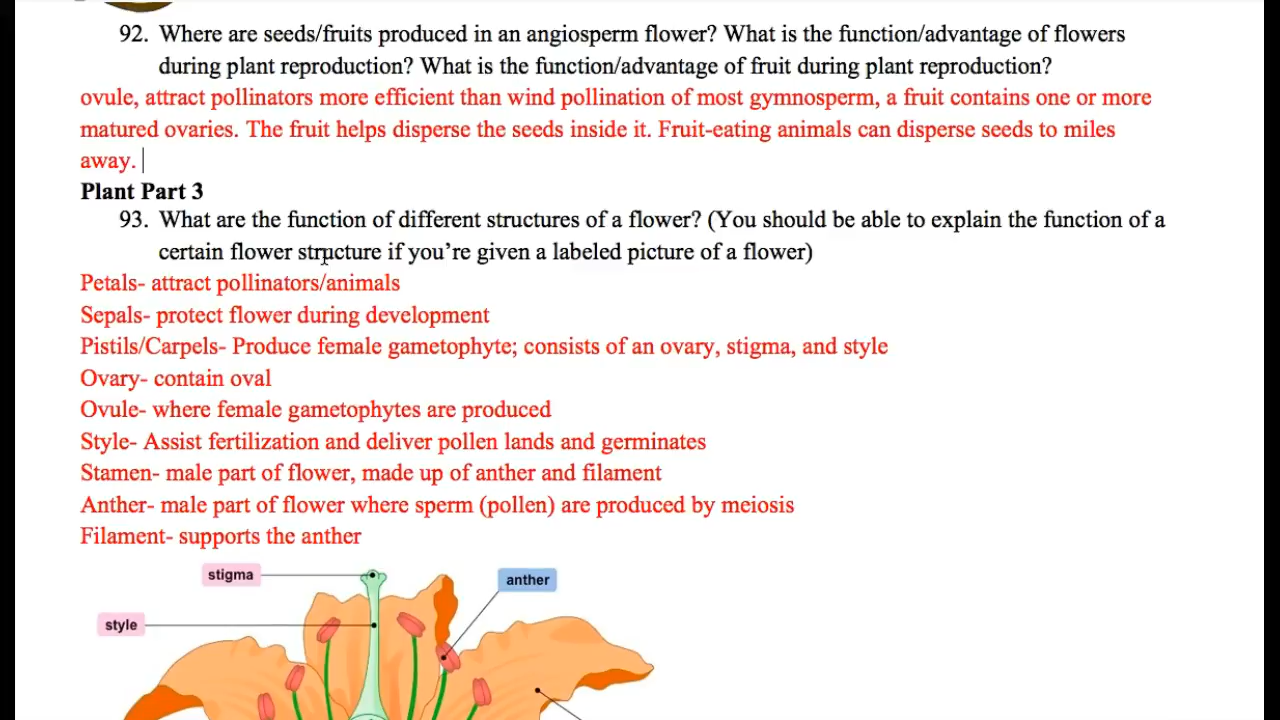 92. Where are seeds/fruits produced in an angiosperm flower? What is the function/advantage of flowers
during plant reproduction? What is the function/advantage of fruit during plant reproduction?
ovule, attract pollinators more efficient than wind pollination of most gymnosperm, a fruit contains one or more
matured ovaries. The fruit helps disperse the seeds inside it. Fruit-eating animals can disperse seeds to miles
away.
Plant Part 3
93. What are the function of different structures of a flower? (You should be able to explain the function of a
certain flower structure if you’re given a labeled picture of a flower)
Petals- attract pollinators/animals
Sepals- protect flower during development
Pistils/Carpels- Produce female gametophyte; consists of an ovary, stigma, and style
Ovary- contain oval
Ovule- where female gametophytes are produced
Style- Assist fertilization and deliver pollen lands and germinates
Stamen- male part of flower, made up of anther and filament
Anther- male part of flower where sperm (pollen) are produced by meiosis
Filament- supports the anther
stigma
anther
style